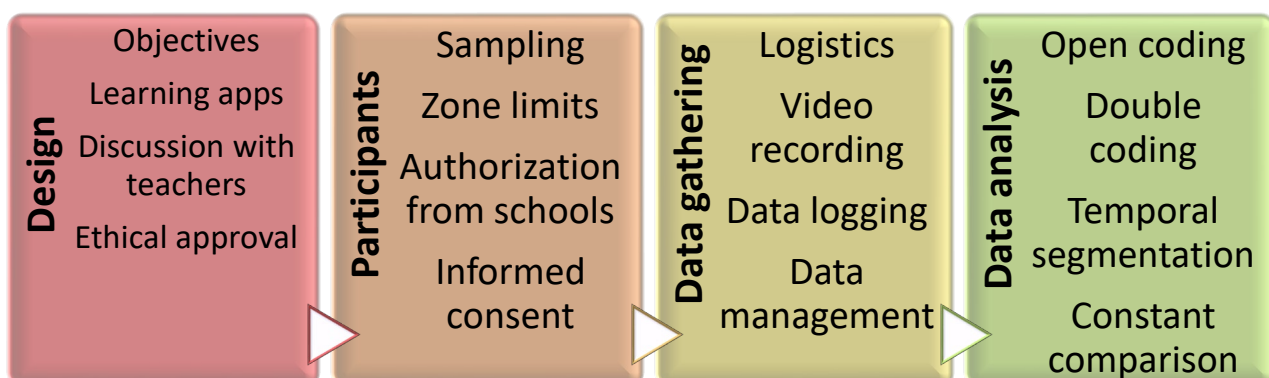 Design
Objectives
Learning apps
Discussion with
teachers
Ethical approval
Participants
Sampling
Zone limits
Authorization
from schools
Informed
consent
Data gathering
Logistics
Video
recording
Data logging
Data
management
Data analysis
Open coding
Double
coding
Temporal
segmentation
Constant
comparison